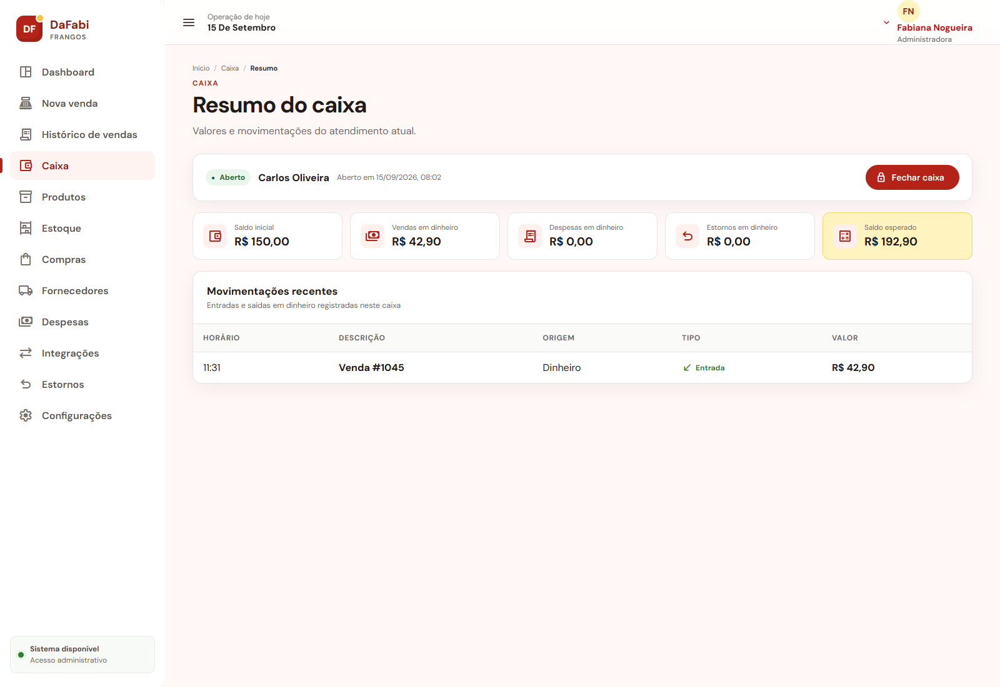 DF
DaFabi
FRANGOS
Dashboard
Nova venda
Histórico de vendas
Caixa
Produtos
Estoque
Compras
Fornecedores
Despesas
Integrações
Estornos
Configurações
Sistema disponível
Acesso administrativo
Operação de hoje
15 De Setembro
FN
Fabiana Nogueira
Administradora
Início / Caixa / Resumo
CAIXA
Resumo do caixa
Valores e movimentações do atendimento atual.
• Aberto Carlos Oliveira Aberto em 15/09/2026, 08:02
Fechar caixa
Saldo inicial
R$ 150,00
Vendas em dinheiro
R$ 42,90
Despesas em dinheiro
R$ 0,00
Estornos em dinheiro
R$ 0,00
Saldo esperado
R$ 192,90
Movimentações recentes
Entradas e saídas em dinheiro registradas neste caixa
HORÁRIO DESCRIÇÃO ORIGEM TIPO VALOR
11:31 Venda #1045 Dinheiro Entrada R$ 42,90